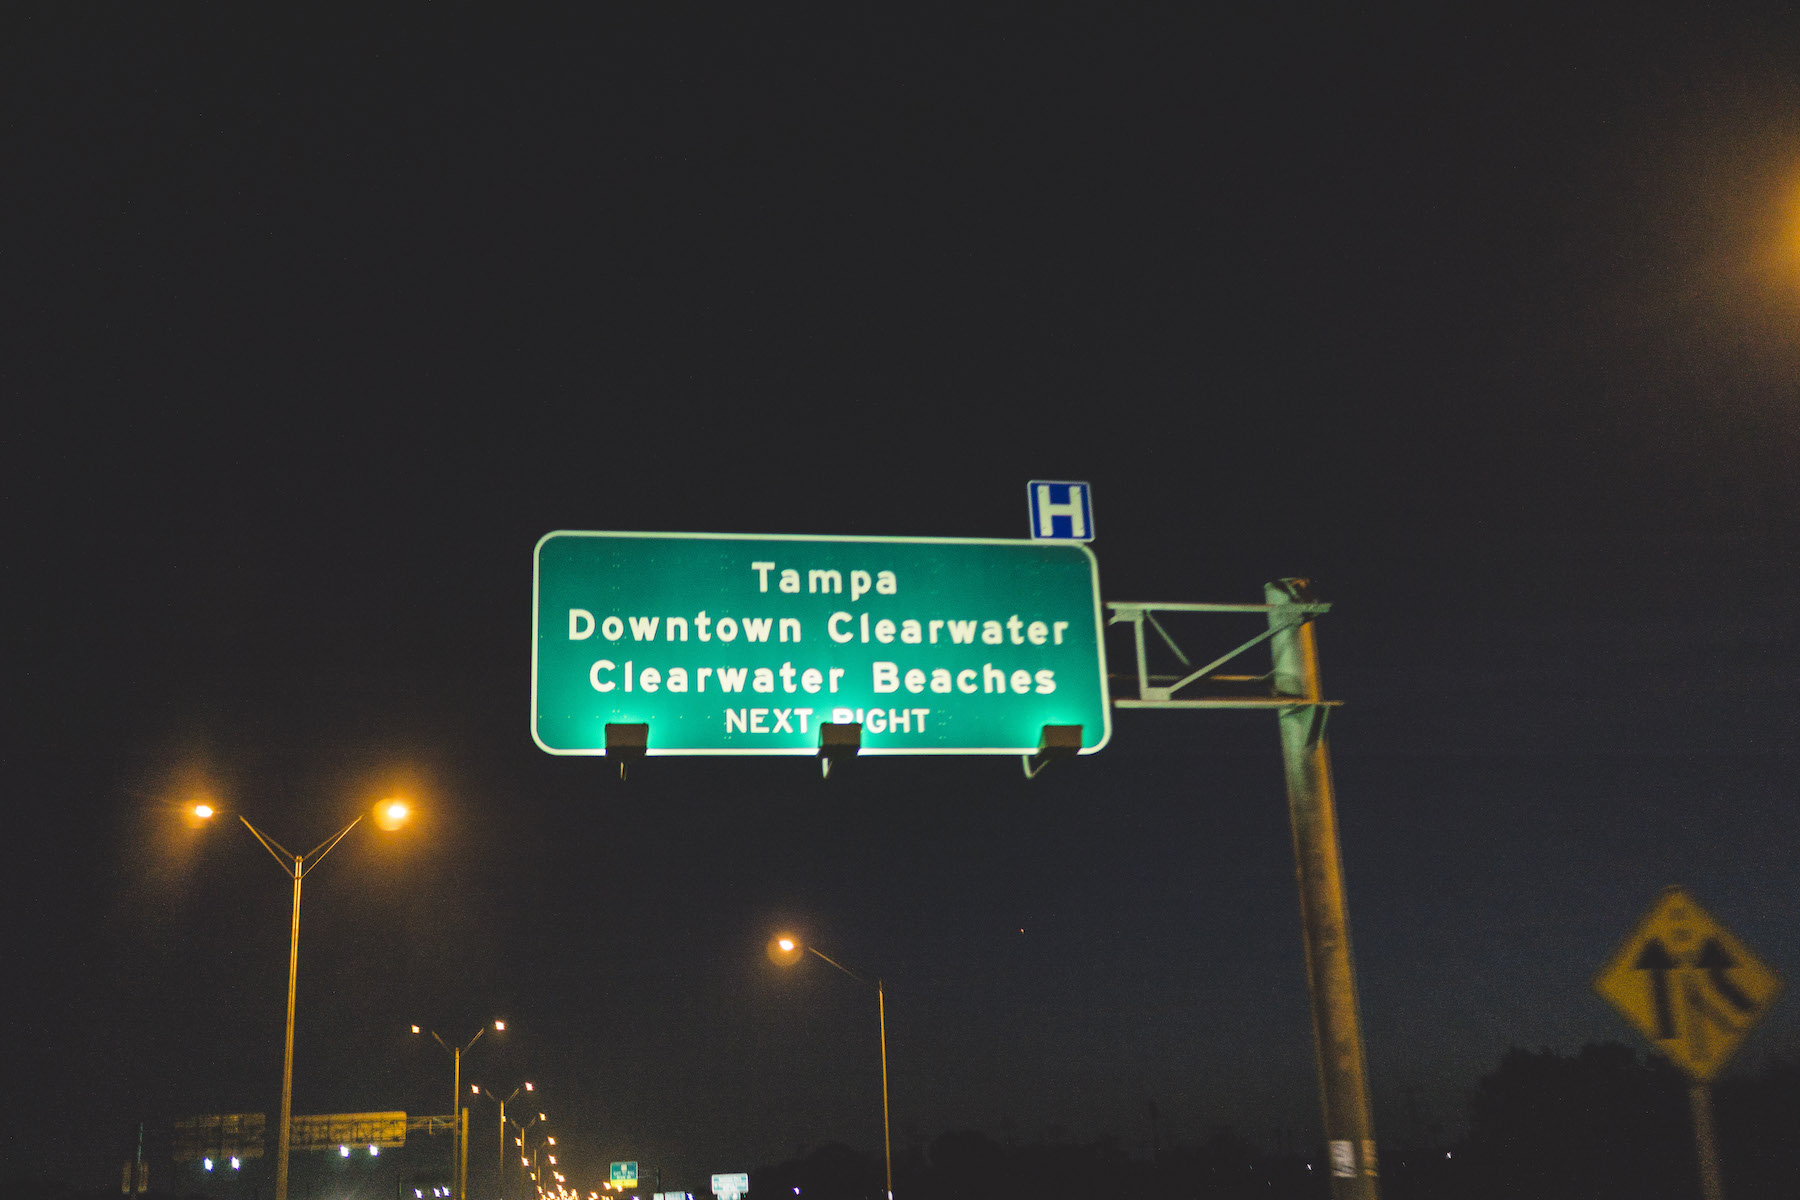 H
Tampa
Downtown Clearwater
Clearwater Beaches
NEXT RIGHT